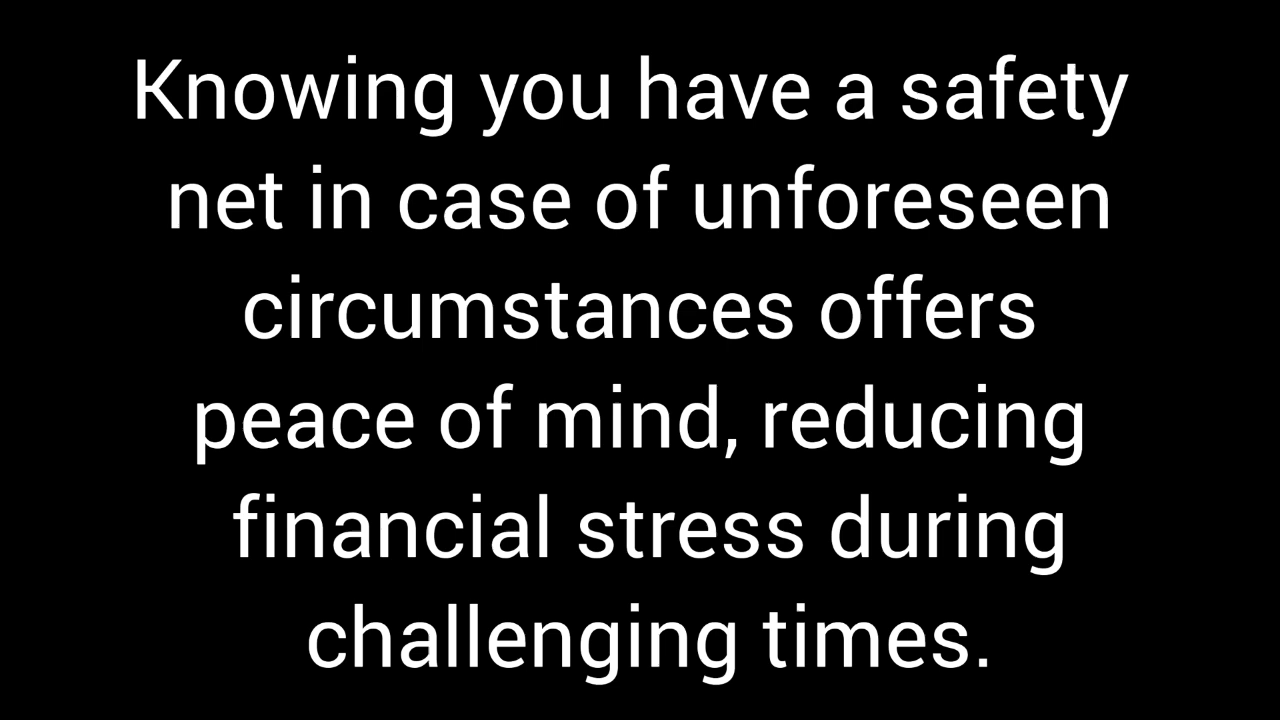 Knowing you have a safety
net in case of unforeseen
circumstances offers
peace of mind, reducing
financial stress during
challenging times.